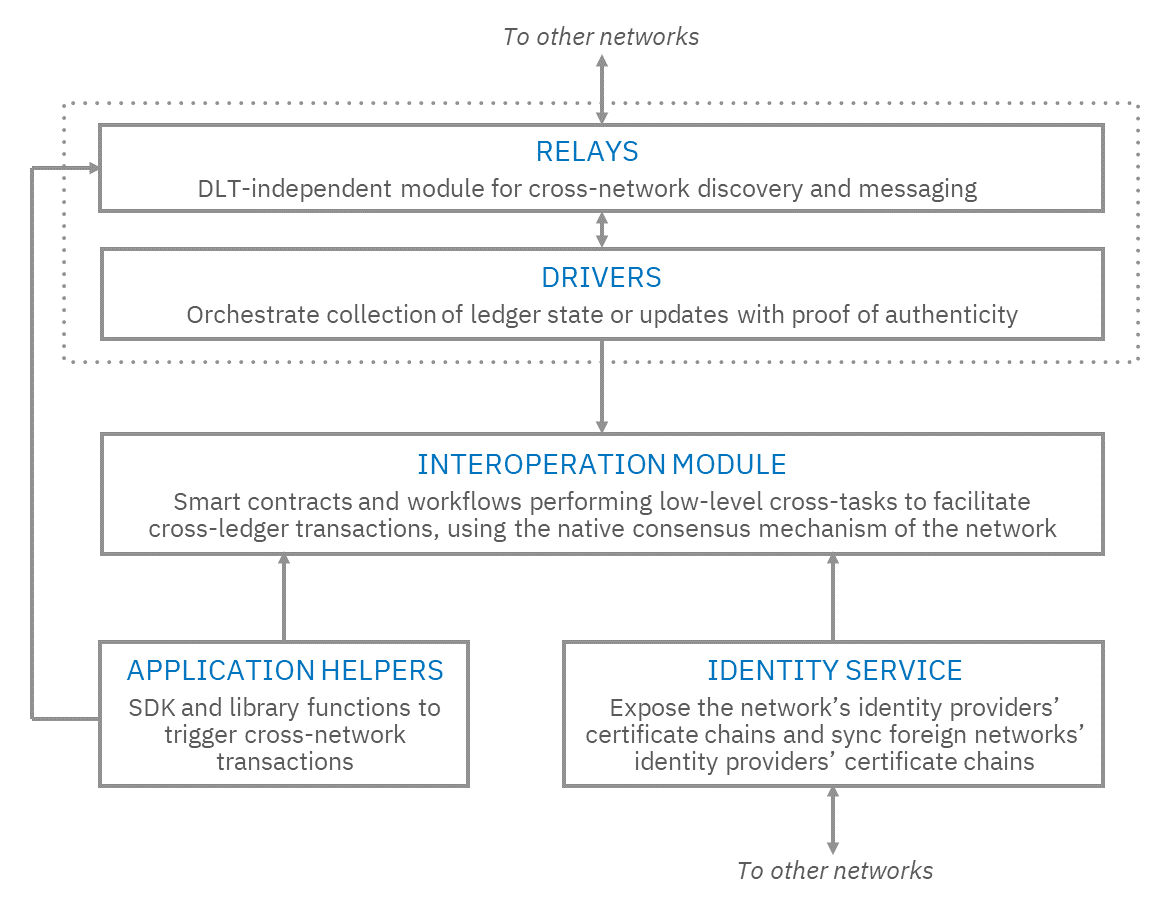 To other networks
RELAYS
DLT-independent module for cross-network discovery and messaging
DRIVERS
Orchestrate collection of ledger state or updates with proof of authenticity
INTEROPERATION MODULE
Smart contracts and workflows performing low-level cross-tasks to facilitate
cross-ledger transactions, using the native consensus mechanism of the network
APPLICATION HELPERS
SDK and library functions to
trigger cross-network
transactions
IDENTITY SERVICE
Expose the network’s identity providers’
certificate chains and sync foreign networks’
identity providers’ certificate chains
To other networks